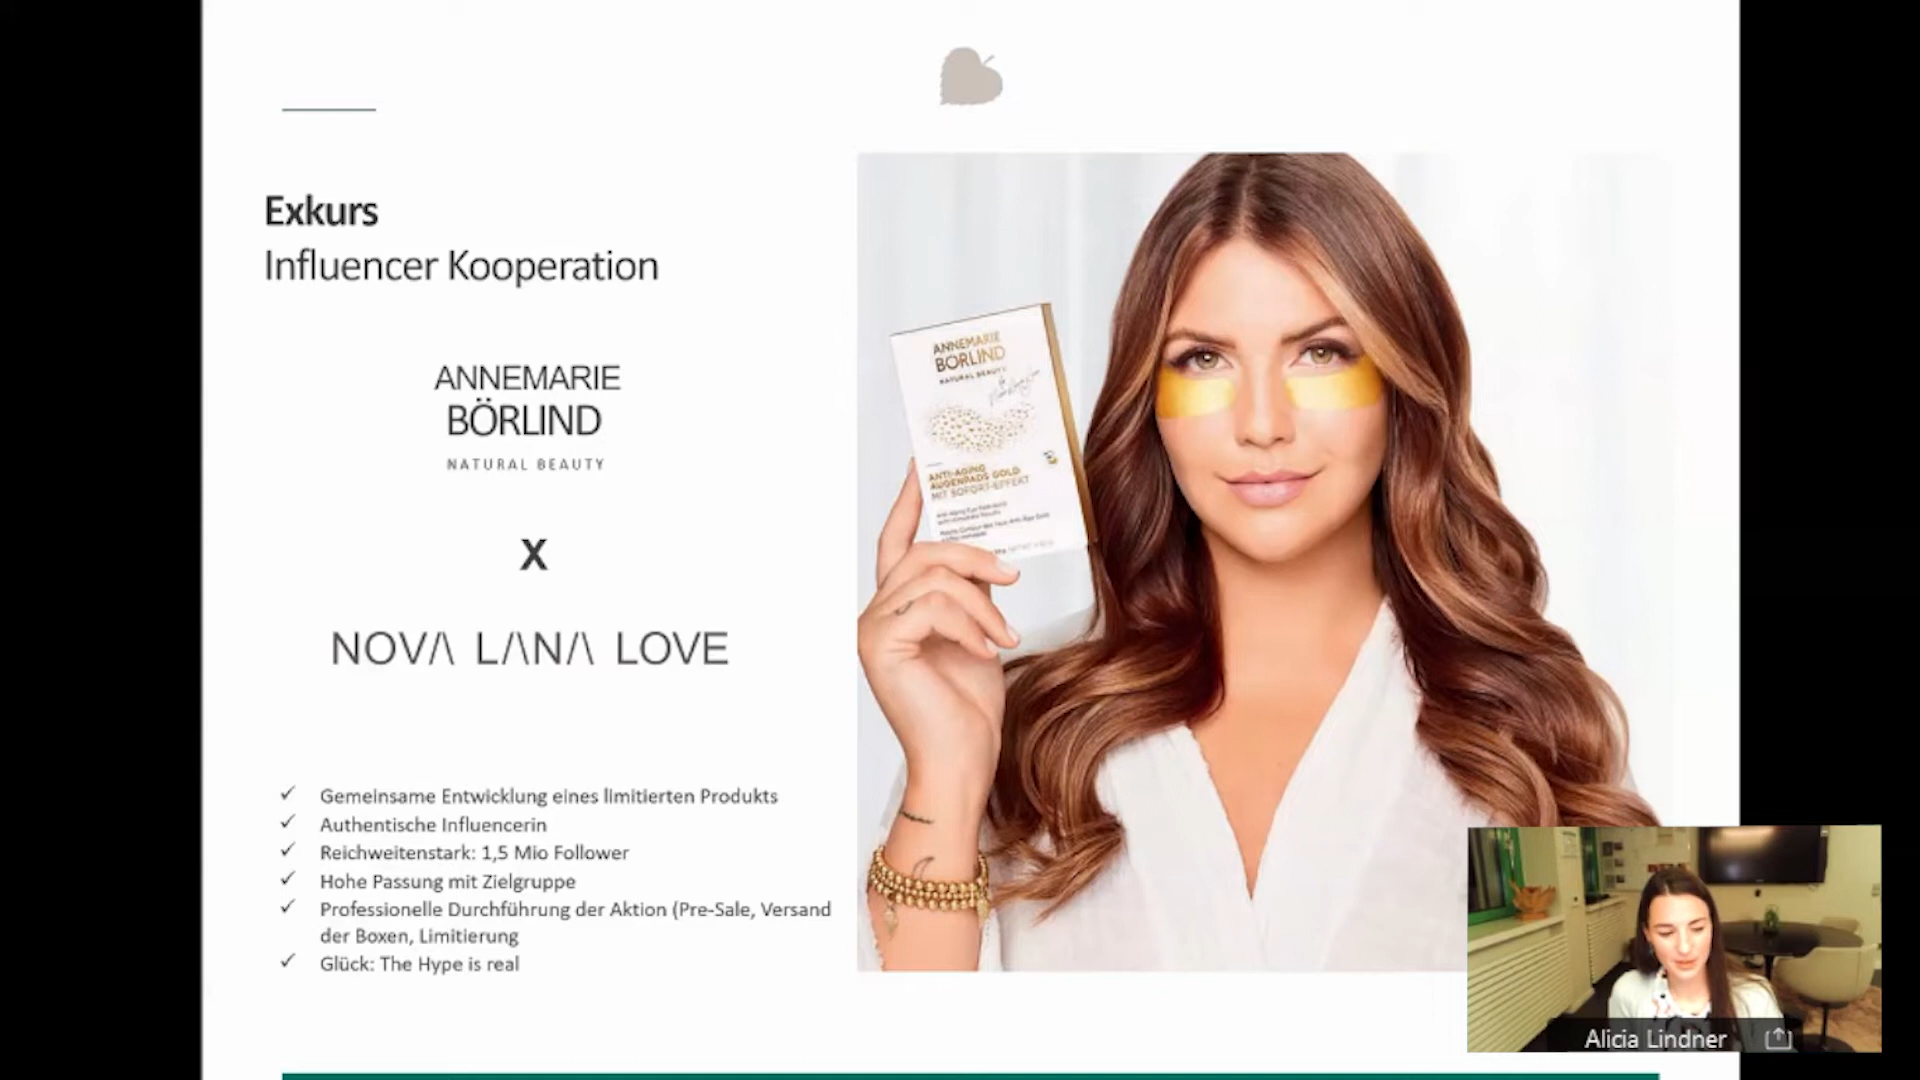 Exkurs
Influencer Kooperation
ANNEMARIE
BÖRLIND
NATURAL BEAUTY
X
NOVA LANA LOVE
✓ Gemeinsame Entwicklung eines limitierten Produkts
✓ Authentische Influencerin
✓ Reichweitenstark: 1,5 Mio Follower
✓ Hohe Passung mit Zielgruppe
✓ Professionelle Durchführung der Aktion (Pre-Sale, Versand
der Boxen, Limitierung
✓ Glück: The Hype is real
ANNEMARIE
BÖRLIND
NATURAL BEAUTY
ANTI-AGING
AUGENPADS GOLD
MIT SOFORT-EFFEKT
Alicia Lindner